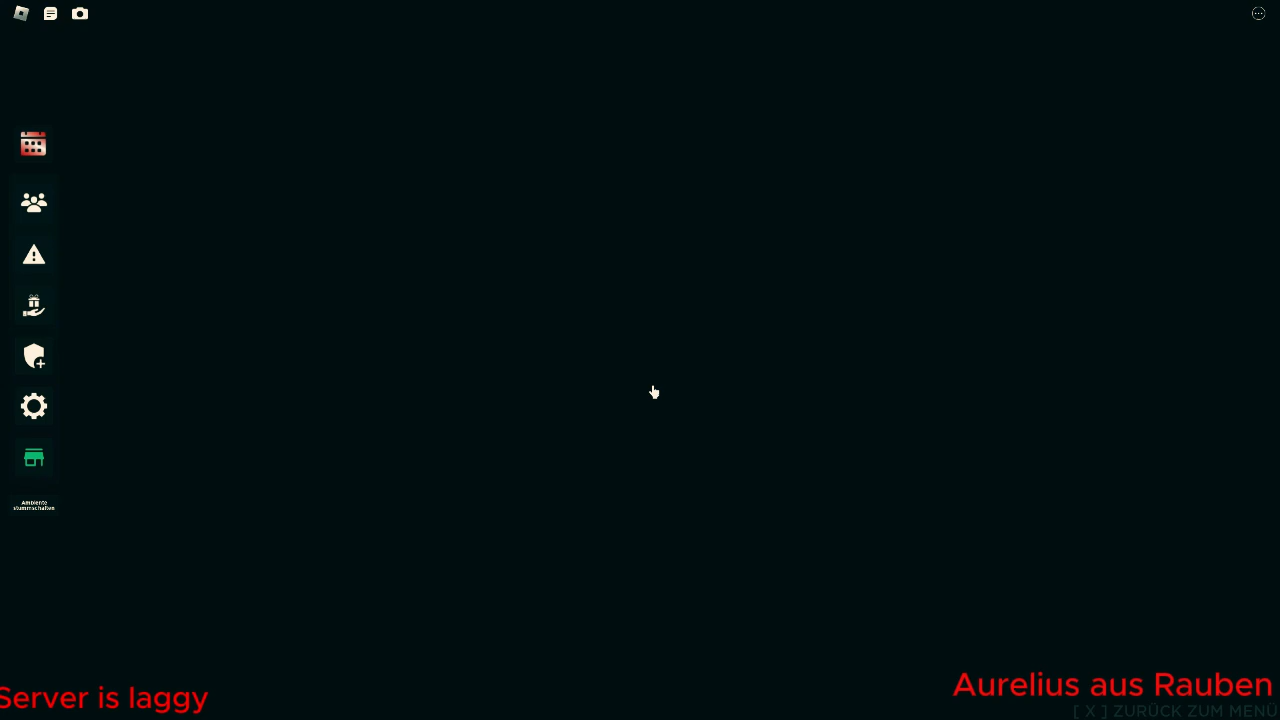 Ambiente
stummschalten
Server is laggy
Aurelius aus Rauben
[ X ] ZURÜCK ZUM MENÜ